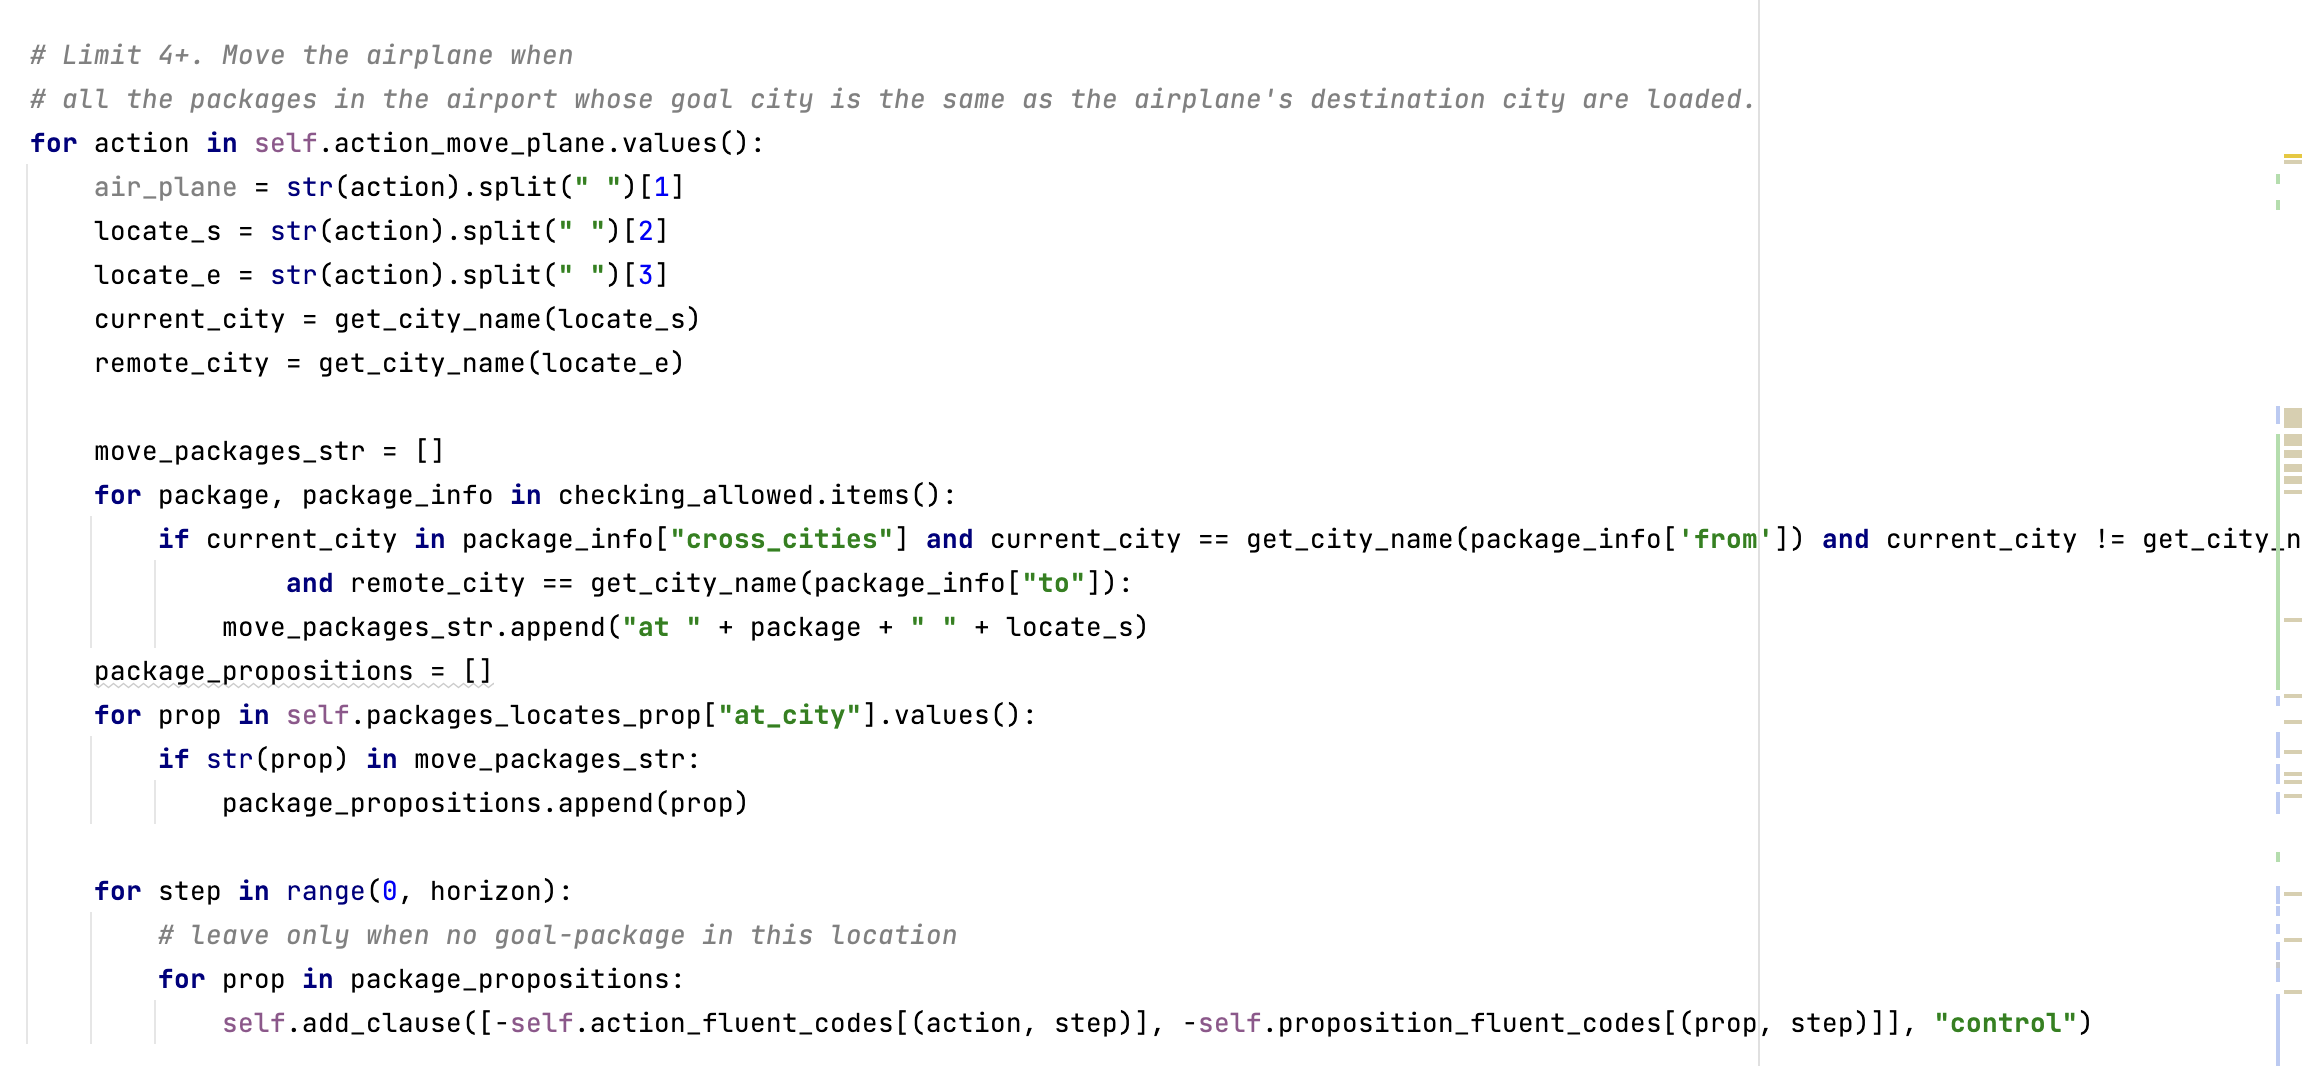 # Limit 4+. Move the airplane when
# all the packages in the airport whose goal city is the same as the airplane's destination city are loaded.
for action in self.action_move_plane.values():
    air_plane = str(action).split(" ")[1]
    locate_s = str(action).split(" ")[2]
    locate_e = str(action).split(" ")[3]
    current_city = get_city_name(locate_s)
    remote_city = get_city_name(locate_e)

    move_packages_str = []
    for package, package_info in checking_allowed.items():
        if current_city in package_info["cross_cities"] and current_city == get_city_name(package_info['from']) and current_city != get_city_n
                and remote_city == get_city_name(package_info["to"]):
            move_packages_str.append("at " + package + " " + locate_s)
    package_propositions = []
    for prop in self.packages_locates_prop["at_city"].values():
        if str(prop) in move_packages_str:
            package_propositions.append(prop)

    for step in range(0, horizon):
        # leave only when no goal-package in this location
        for prop in package_propositions:
            self.add_clause([-self.action_fluent_codes[(action, step)], -self.proposition_fluent_codes[(prop, step)]], "control")